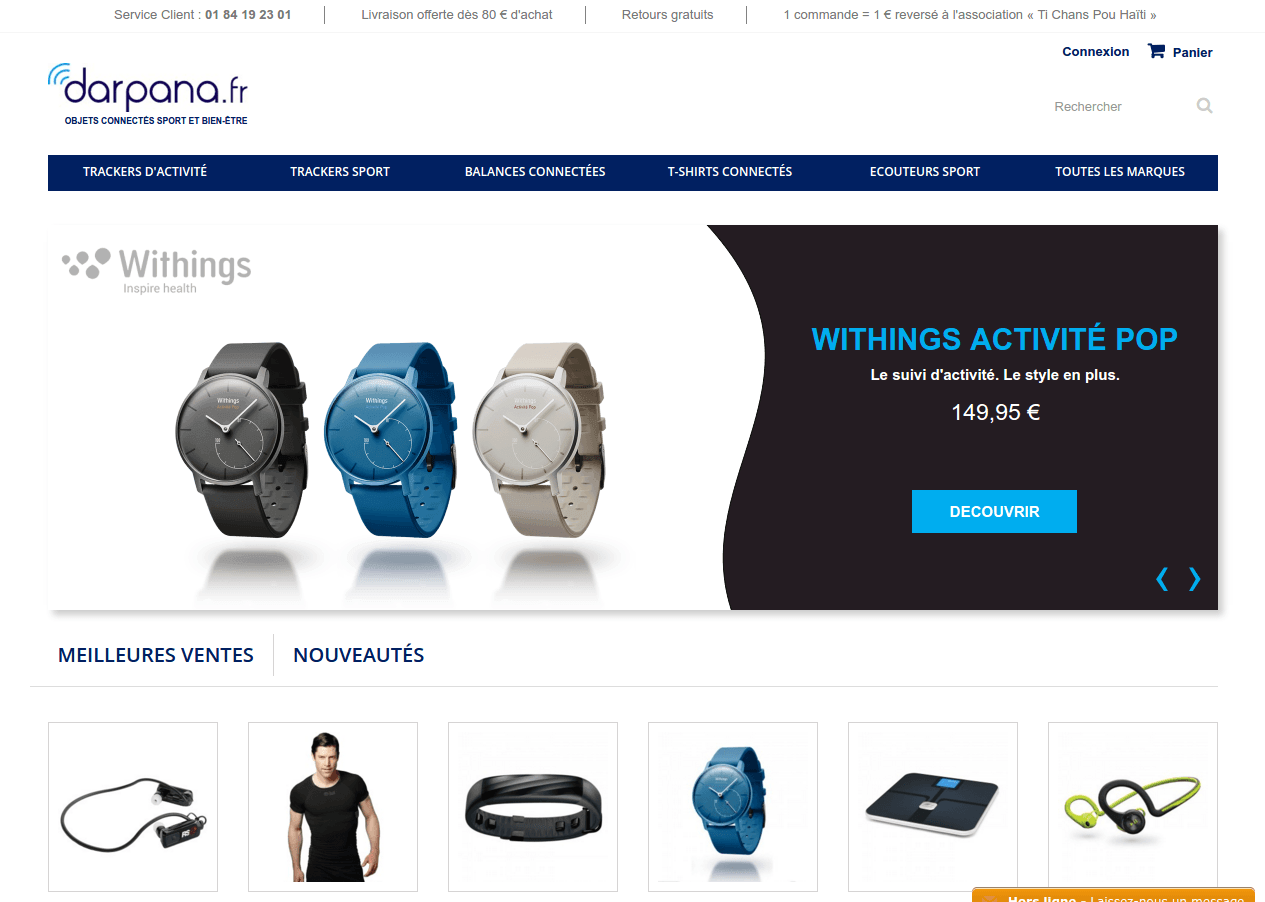 Service Client : 01 84 19 23 01
Livraison offerte dès 80 € d'achat
Retours gratuits
1 commande = 1 € reversé à l'association « Ti Chans Pou Haïti »
Connexion
Panier
darpana.fr
OBJETS CONNECTÉS SPORT ET BIEN-ÊTRE
Rechercher
TRACKERS D'ACTIVITÉ
TRACKERS SPORT
BALANCES CONNECTÉES
T-SHIRTS CONNECTÉS
ECOUTEURS SPORT
TOUTES LES MARQUES
Withings
Inspire health
Withings
Activité Pop
Withings
Activité Pop
Withings
Activité Pop
WITHINGS ACTIVITÉ POP
Le suivi d'activité. Le style en plus.
149,95 €
DECOUVRIR
MEILLEURES VENTES
NOUVEAUTÉS
Hors ligne - Laissez-nous un message